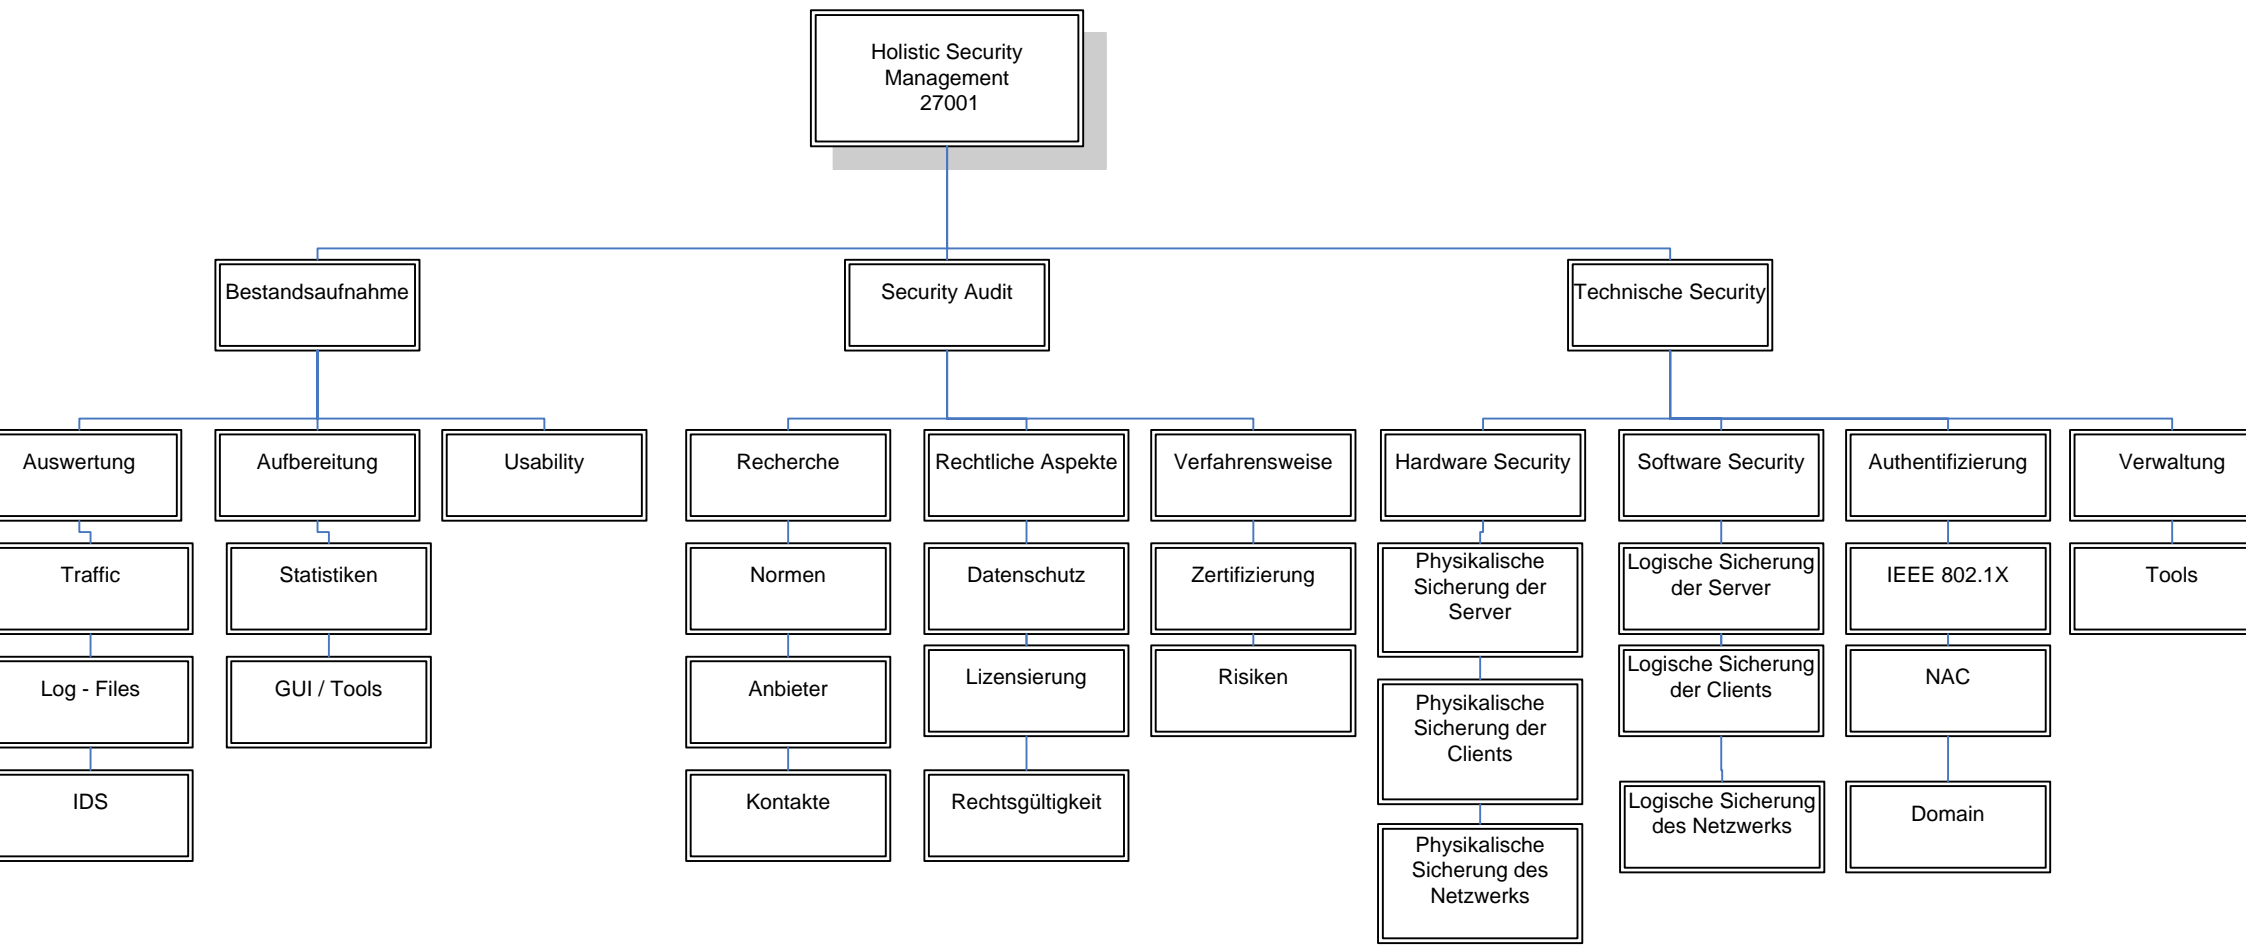 Holistic Security
Management
27001
Bestandsaufnahme
Security Audit
Technische Security
Auswertung
Aufbereitung
Usability
Recherche
Rechtliche Aspekte
Verfahrensweise
Hardware Security
Software Security
Authentifizierung
Verwaltung
Traffic
Statistiken
Normen
Datenschutz
Zertifizierung
Physikalische
Sicherung der
Server
Logische Sicherung
der Server
IEEE 802.1X
Tools
Log - Files
GUI / Tools
Anbieter
Lizensierung
Risiken
Physikalische
Sicherung der
Clients
Logische Sicherung
der Clients
NAC
IDS
Kontakte
Rechtsgültigkeit
Physikalische
Sicherung des
Netzwerks
Logische Sicherung
des Netzwerks
Domain